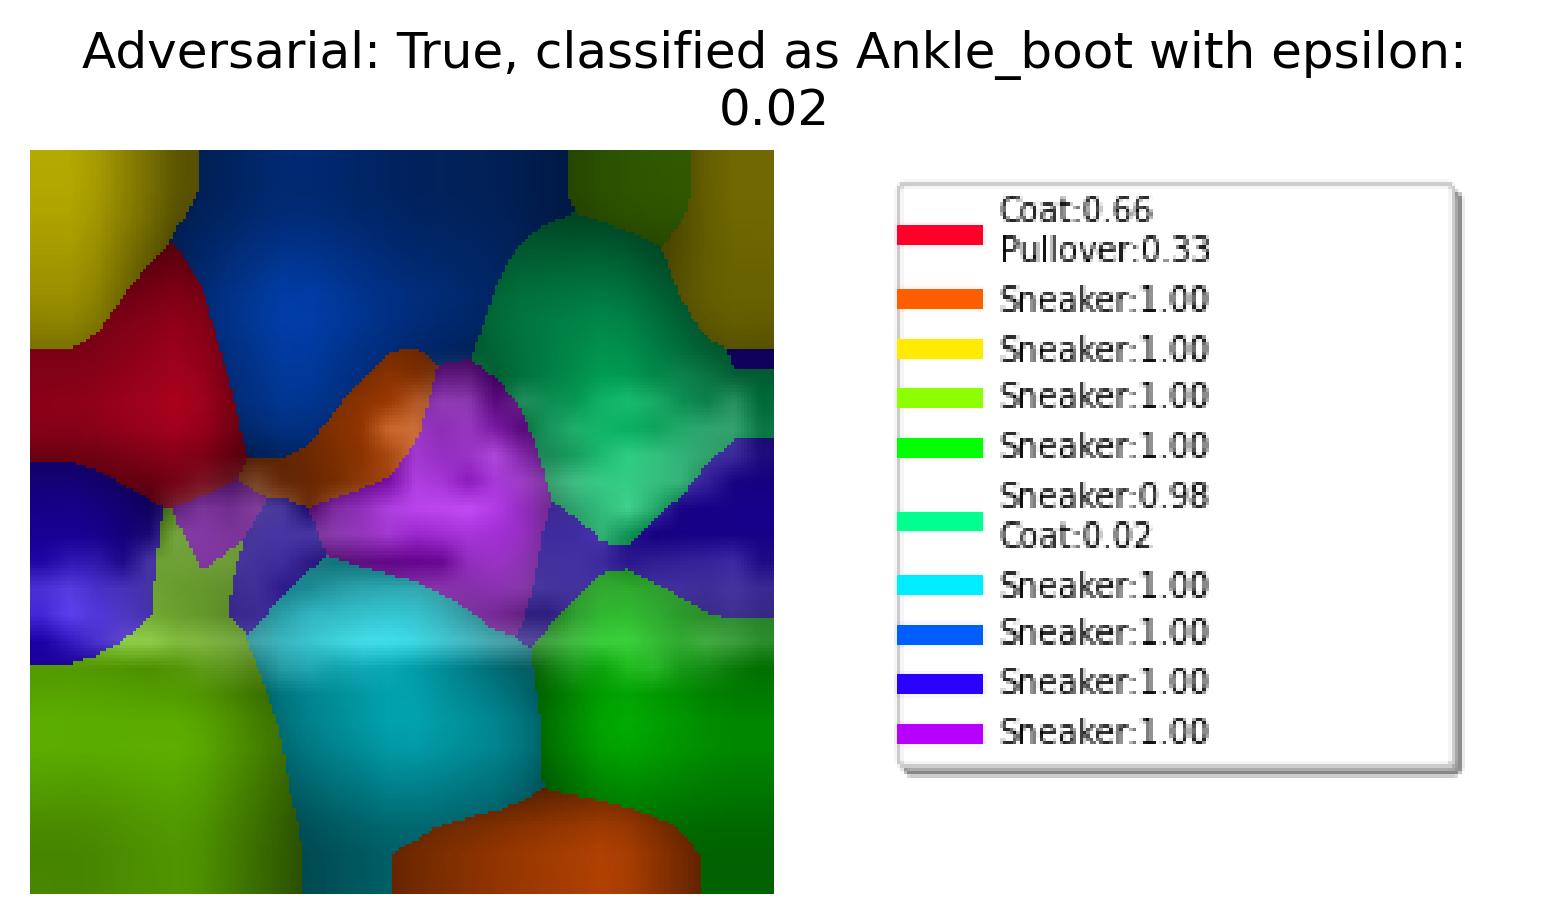 Adversarial: True, classified as Ankle_boot with epsilon:
0.02
Coat:0.66
Pullover:0.33
Sneaker:1.00
Sneaker:1.00
Sneaker:1.00
Sneaker:1.00
Sneaker:0.98
Coat:0.02
Sneaker:1.00
Sneaker:1.00
Sneaker:1.00
Sneaker:1.00